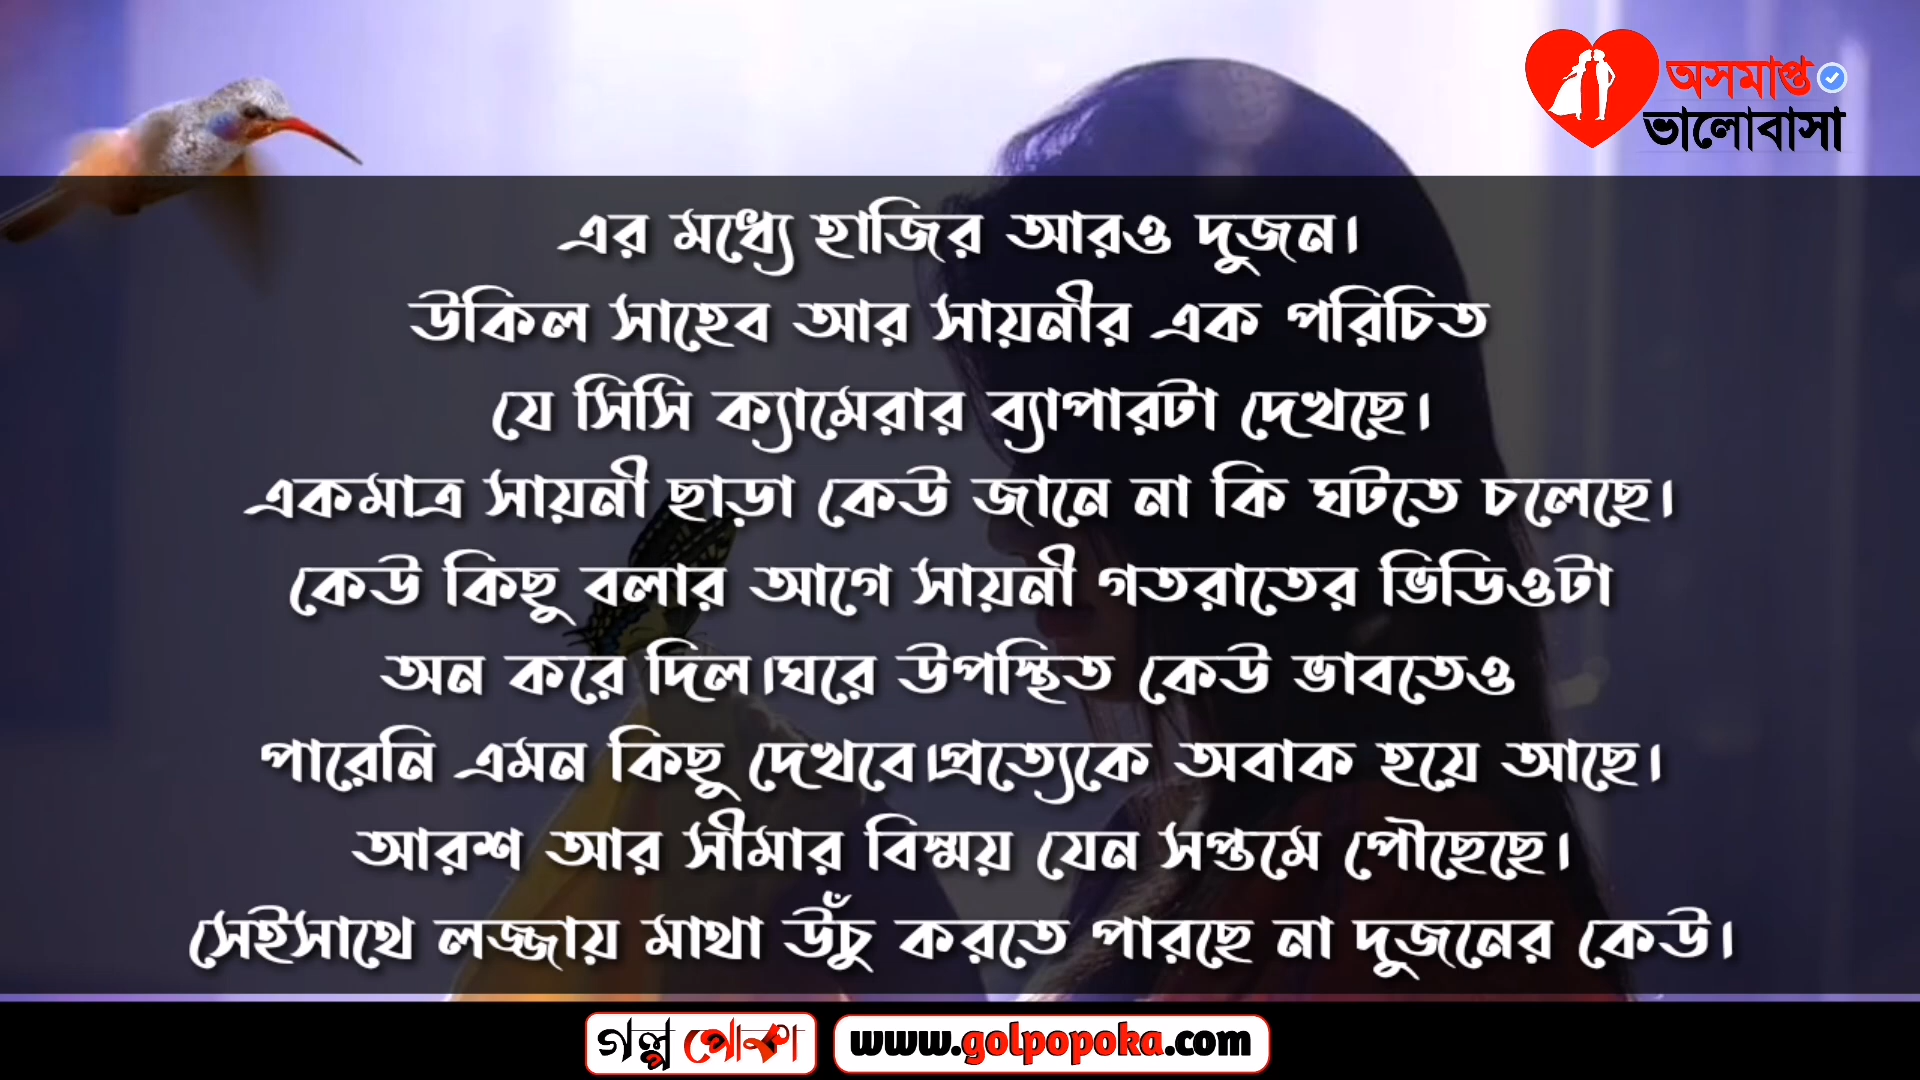 অসমাপ্ত
ভালোবাসা
এর মধ্যে হাজির আরও দুজন।
উকিল সাহেব আর সায়নীর এক পরিচিত
যে সিসি ক্যামেরার ব্যাপারটা দেখছে।
একমাত্র সায়নী ছাড়া কেউ জানে না কি ঘটতে চলেছে।
কেউ কিছু বলার আগে সায়নী গতরাতের ভিডিওটা
অন করে দিল।ঘরে উপস্থিত কেউ ভাবতেও
পারেনি এমন কিছু দেখবে।প্রত্যেকে অবাক হয়ে আছে।
আরশ আর সীমার বিস্ময় যেন সপ্তমে পৌছেছে।
সেইসাথে লজ্জায় মাথা উঁচু করতে পারছে না দুজনের কেউ।
গল্প পোকা www.golpopoka.com